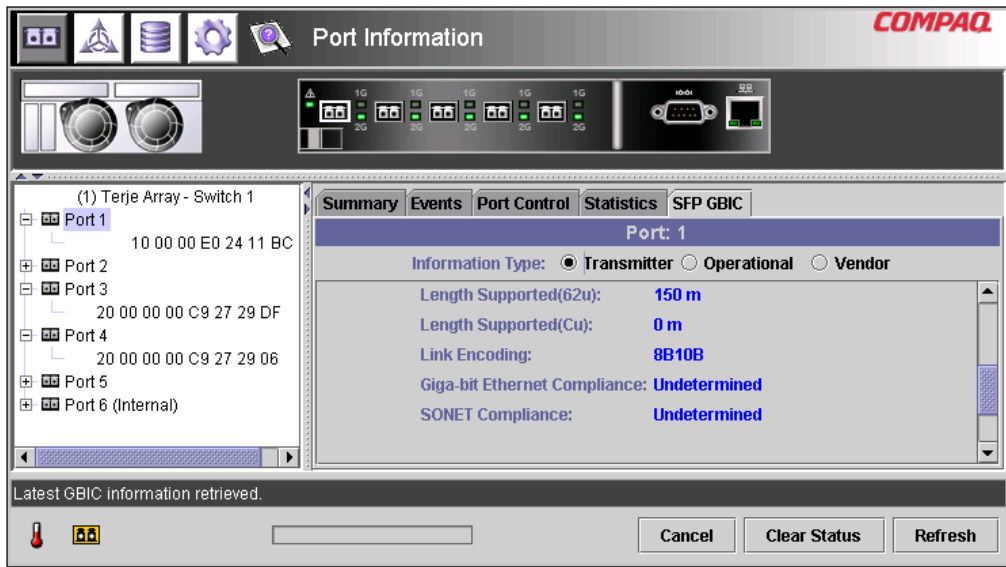 Port Information
COMPAQ
1G 1G 1G 1G 1G
2G 2G 2G 2G 2G
(1) Terje Array - Switch 1
Port 1
10 00 00 E0 24 11 BC
Port 2
Port 3
20 00 00 00 C9 27 29 DF
Port 4
20 00 00 00 C9 27 29 06
Port 5
Port 6 (Internal)
Summary Events Port Control Statistics SFP GBIC
Port: 1
Information Type: Transmitter Operational Vendor
Length Supported(62u): 150 m
Length Supported(Cu): 0 m
Link Encoding: 8B10B
Giga-bit Ethernet Compliance: Undetermined
SONET Compliance: Undetermined
Latest GBIC information retrieved.
Cancel Clear Status Refresh